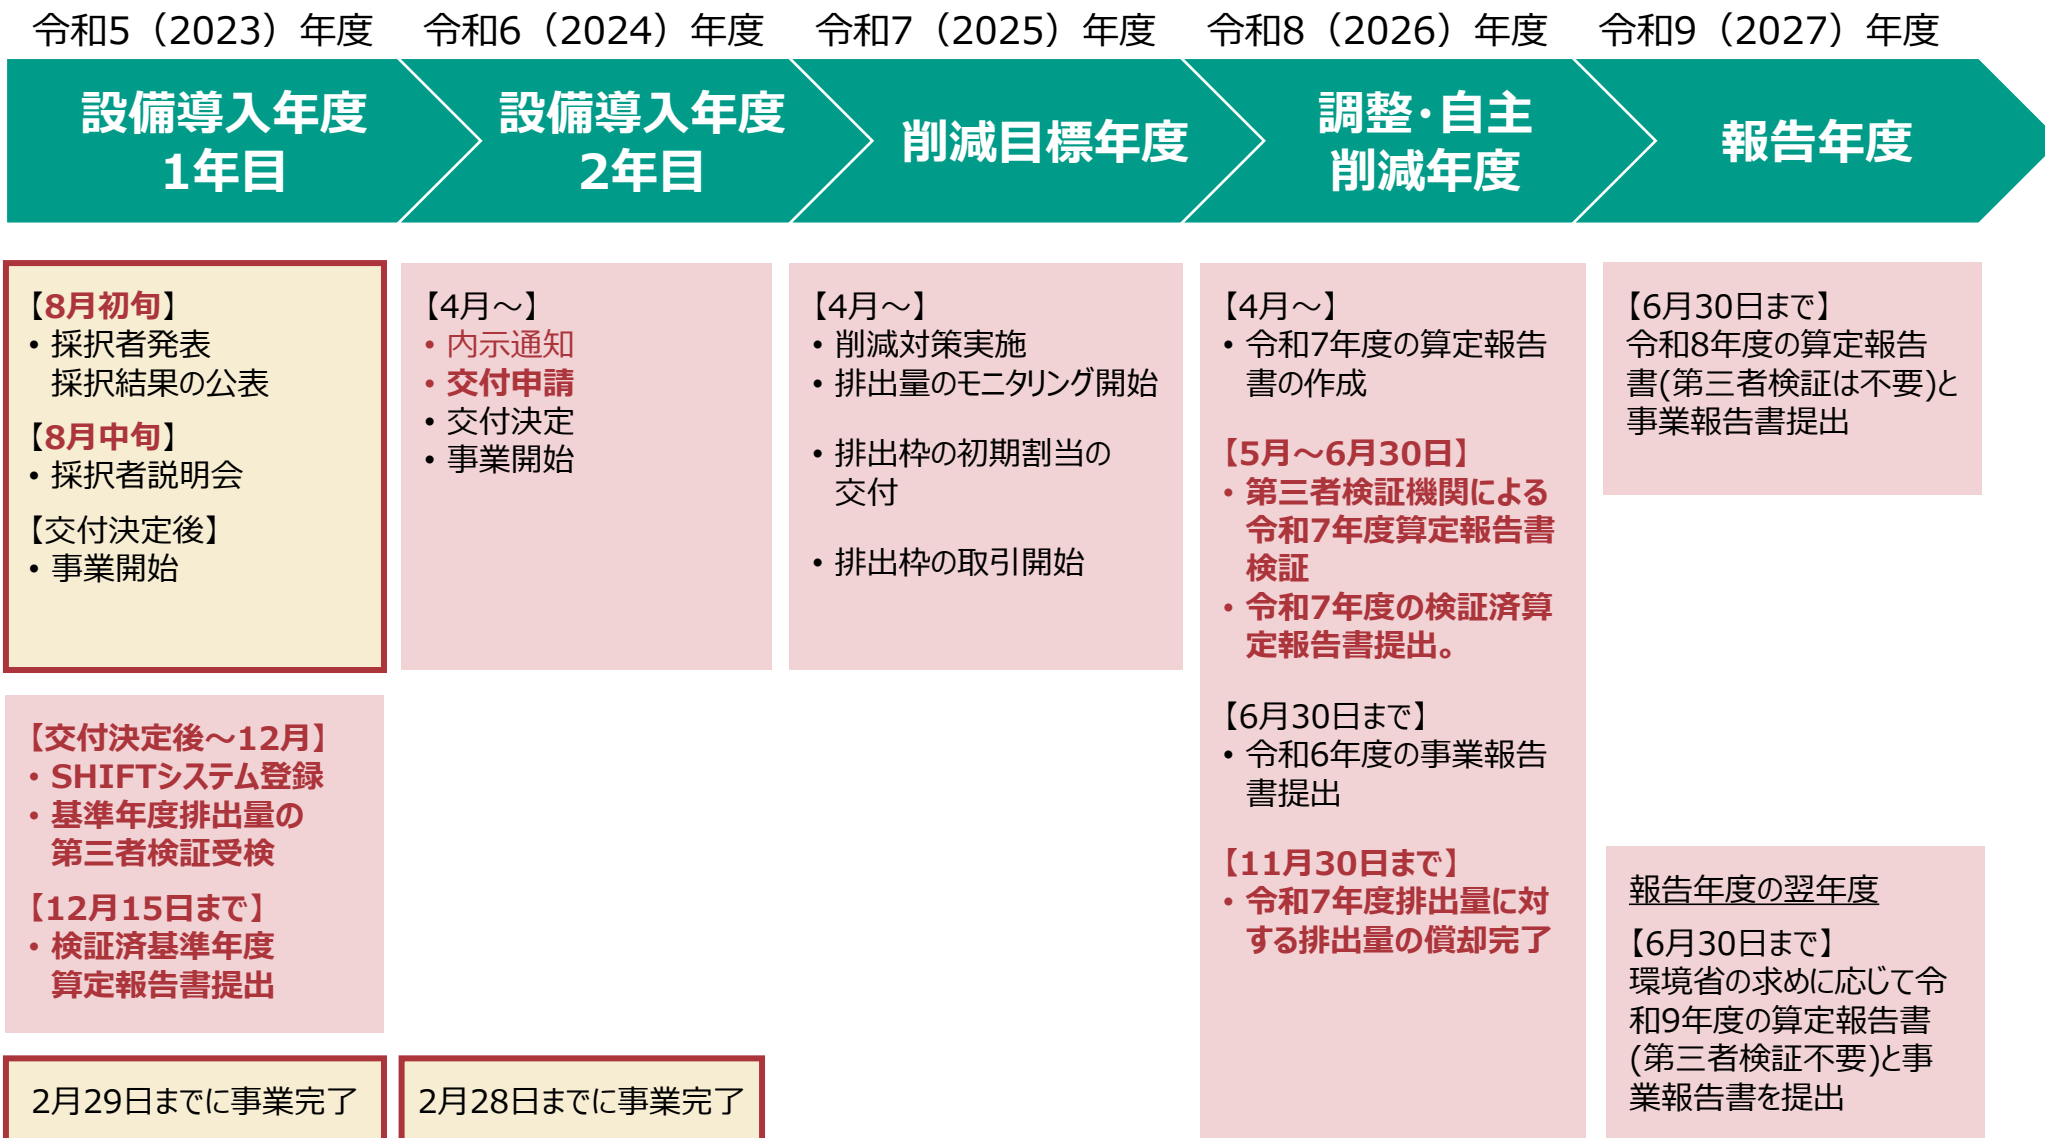 令和5（2023）年度
令和6（2024）年度
令和7（2025）年度
令和8（2026）年度
令和9（2027）年度
設備導入年度
1年目
設備導入年度
2年目
削減目標年度
調整・自主
削減年度
報告年度
【8月初旬】
• 採択者発表
採択結果の公表
【8月中旬】
• 採択者説明会
【交付決定後】
• 事業開始
【交付決定後～12月】
• SHIFTシステム登録
• 基準年度排出量の
第三者検証受検
【12月15日まで】
• 検証済基準年度
算定報告書提出
2月29日までに事業完了
【4月～】
• 内示通知
• 交付申請
• 交付決定
• 事業開始
2月28日までに事業完了
【4月～】
• 削減対策実施
• 排出量のモニタリング開始
• 排出枠の初期割当の
交付
• 排出枠の取引開始
【4月～】
• 令和7年度の算定報告
書の作成
【5月～6月30日】
• 第三者検証機関による
令和7年度算定報告書
検証
• 令和7年度の検証済算
定報告書提出。
【6月30日まで】
• 令和6年度の事業報告
書提出
【11月30日まで】
• 令和7年度排出量に対
する排出量の償却完了
【6月30日まで】
令和8年度の算定報告
書(第三者検証は不要)と
事業報告書提出
報告年度の翌年度
【6月30日まで】
環境省の求めに応じて令
和9年度の算定報告書
(第三者検証不要)と事
業報告書を提出